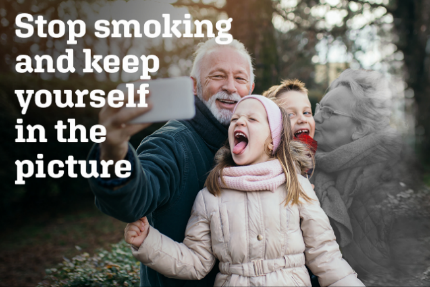 Stop smoking
and keep
yourself
in the
picture